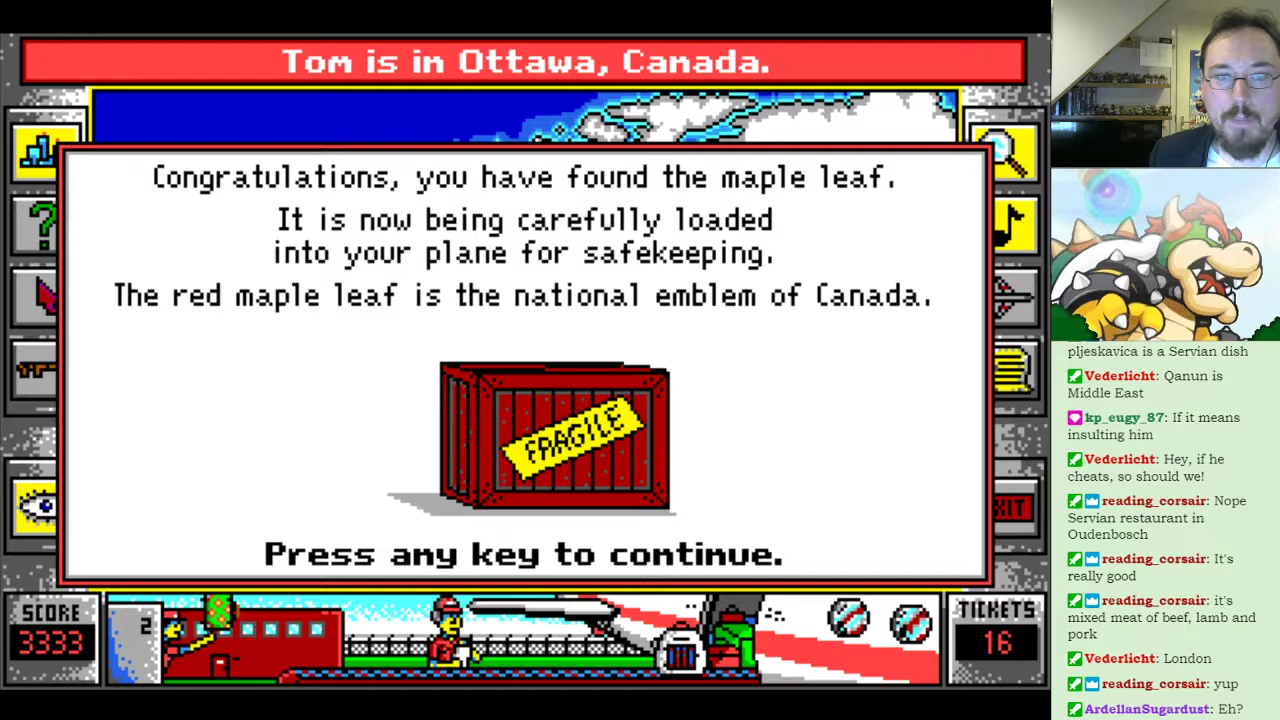 Tom is in Ottawa, Canada.
Congratulations, you have found the maple leaf.
It is now being carefully loaded
into your plane for safekeeping.
The red maple leaf is the national emblem of Canada.
FRAGILE
Press any key to continue.
?
EXIT
SCORE
3333
2
TICKETS
16
pljeskavica is a Servian dish
Vederlicht: Qanun is
Middle East
kp_eugy_87: If it means
insulting him
Vederlicht: Hey, if he
cheats, so should we!
reading_corsair: Nope
Servian restaurant in
Oudenbosch
reading_corsair: It's
really good
reading_corsair: it's
mixed meat of beef, lamb and
pork
Vederlicht: London
reading_corsair: yup
ArdellanSugardust: Eh?